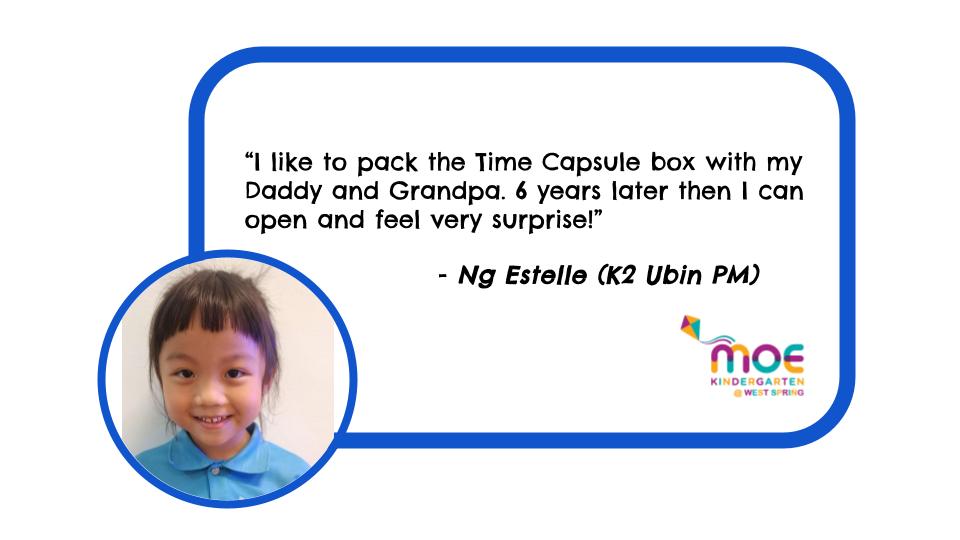 “I like to pack the Time Capsule box with my
Daddy and Grandpa. 6 years later then I can
open and feel very surprise!”
- Ng Estelle (K2 Ubin PM)
moe
KINDERGARTEN
@ WEST SPRING